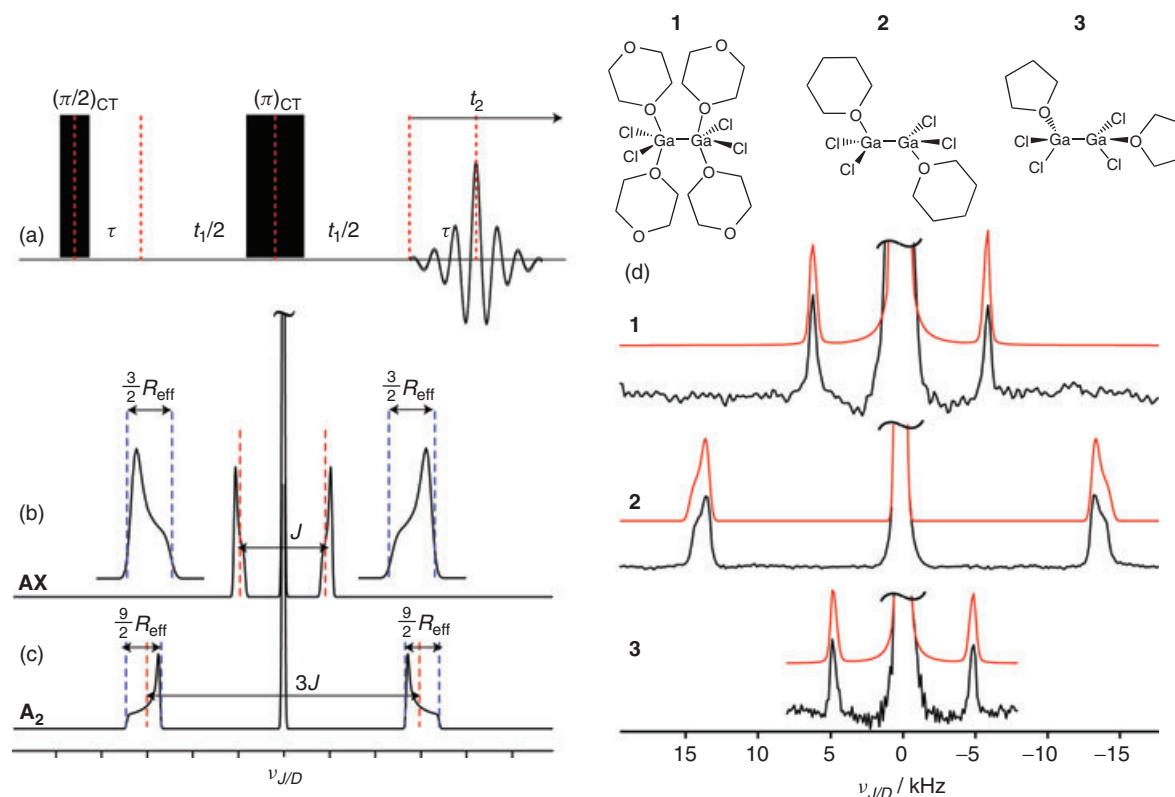 (π/2)CT
(π)CT
t2
τ
t1/2
t1/2
τ
(a)
3/2 Reff
3/2 Reff
(b)
J
AX
9/2 Reff
9/2 Reff
(c)
3J
A2
νJ/D
1
2
3
O
O
O
O
Cl
Cl
Ga
Ga
Cl
Cl
O
O
O
O
O
Cl
Cl
Ga
Ga
Cl
Cl
O
O
Cl
Cl
Ga
Ga
Cl
Cl
O
(d)
1
2
3
15 10 5 0 −5 −10 −15
νJ/D / kHz